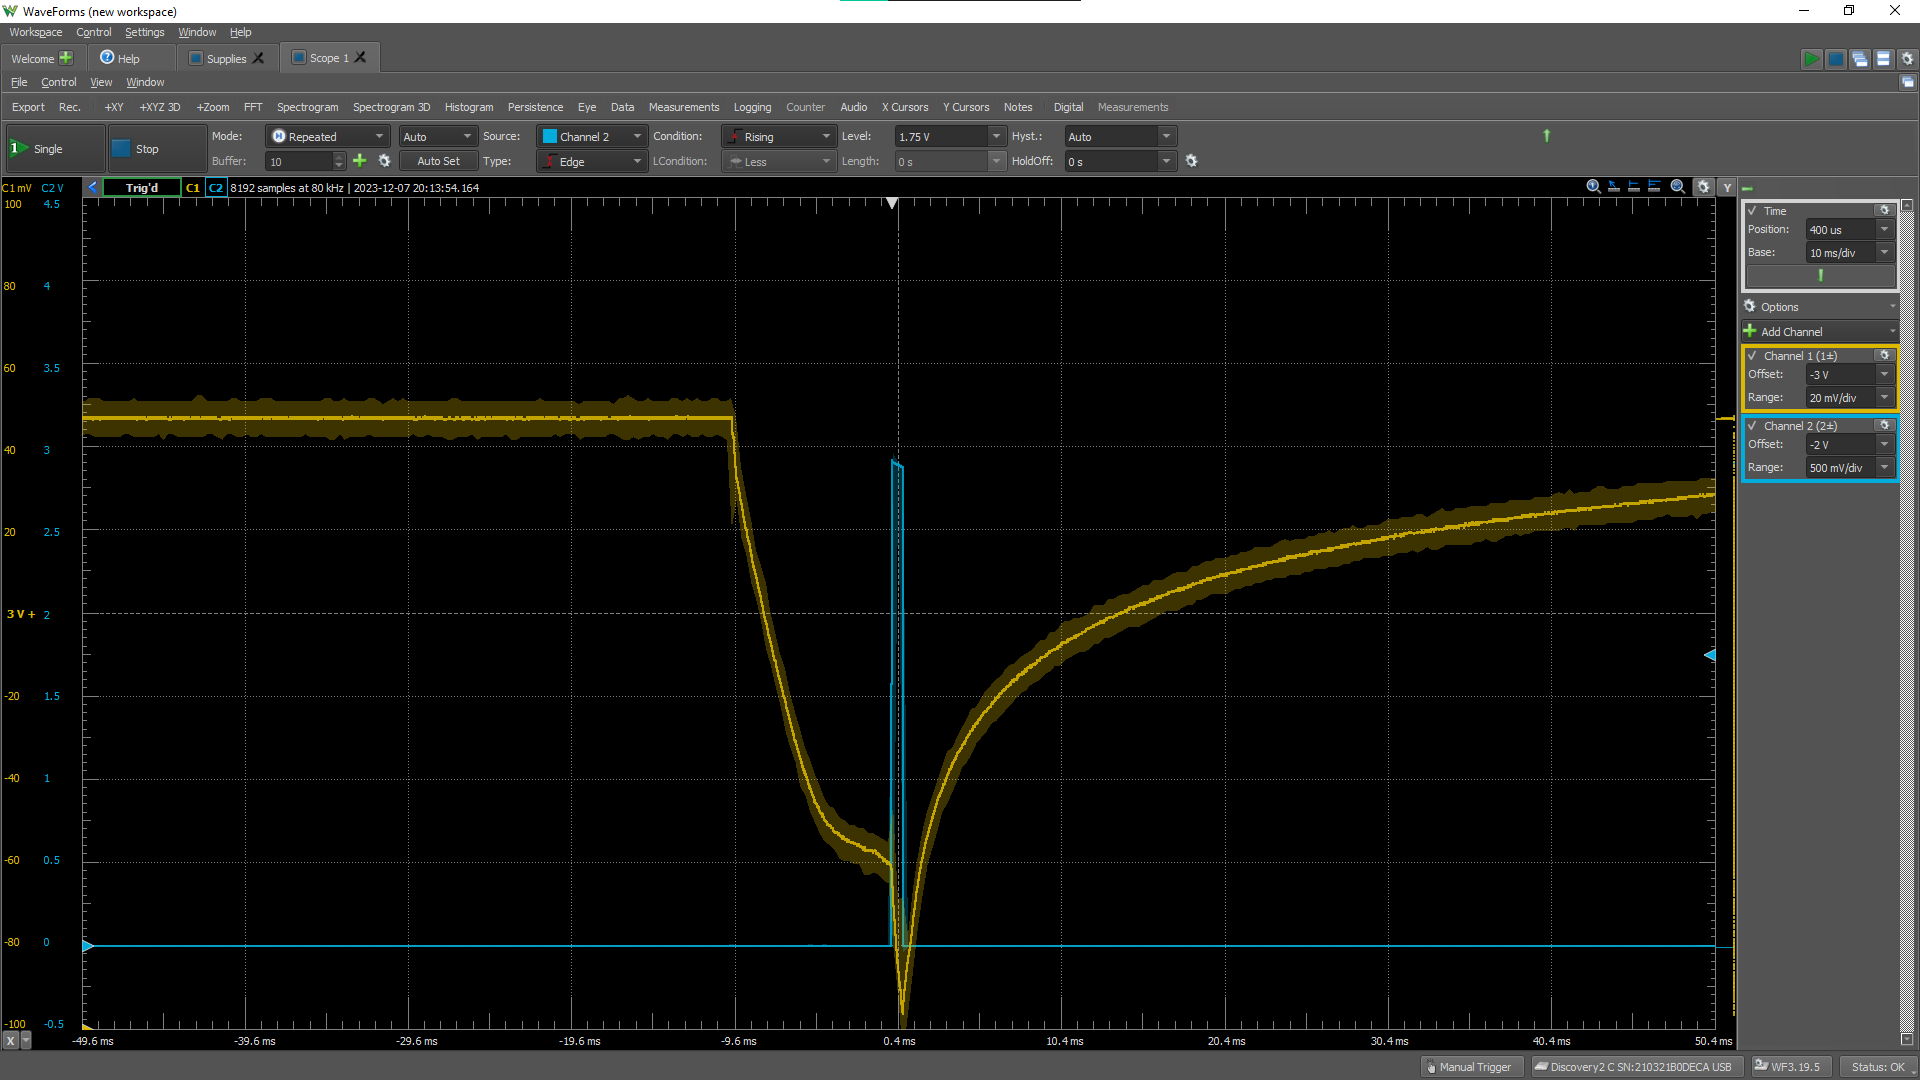 WaveForms (new workspace)
Workspace Control Settings Window Help
Welcome Help Supplies Scope 1
File Control View Window
Export Rec. +XY +XYZ 3D +Zoom FFT Spectrogram Spectrogram 3D Histogram Persistence Eye Data Measurements Logging Counter Audio X Cursors Y Cursors Notes Digital Measurements
1 Single Stop Mode: Repeated Auto Source: Channel 2 Condition: Rising Level: 1.75 V Hyst.: Auto
Buffer: 10 Auto Set Type: Edge LCondition: Less Length: 0 s HoldOff: 0 s
C1 mV C2 V Trig'd C1 C2 8192 samples at 80 kHz | 2023-12-07 20:13:54.164 Y
100 4.5
80 4
60 3.5
40 3
20 2.5
3 V + 2
-20 1.5
-40 1
-60 0.5
-80 0
-100 -0.5
X -49.6 ms -39.6 ms -29.6 ms -19.6 ms -9.6 ms 0.4 ms 10.4 ms 20.4 ms 30.4 ms 40.4 ms 50.4 ms
Time
Position: 400 us
Base: 10 ms/div
Options
Add Channel
Channel 1 (1±)
Offset: -3 V
Range: 20 mV/div
Channel 2 (2±)
Offset: -2 V
Range: 500 mV/div
Manual Trigger Discovery2 C SN:210321B0DECA USB WF3.19.5 Status: OK